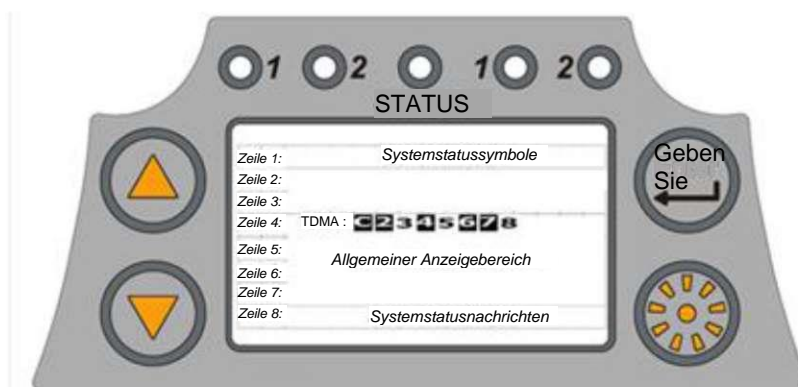 1 2 1 2
STATUS
Geben
Sie
Zeile 1: Systemstatussymbole
Zeile 2:
Zeile 3:
Zeile 4: TDMA : C2345678
Zeile 5:
Allgemeiner Anzeigebereich
Zeile 6:
Zeile 7:
Zeile 8: Systemstatusnachrichten